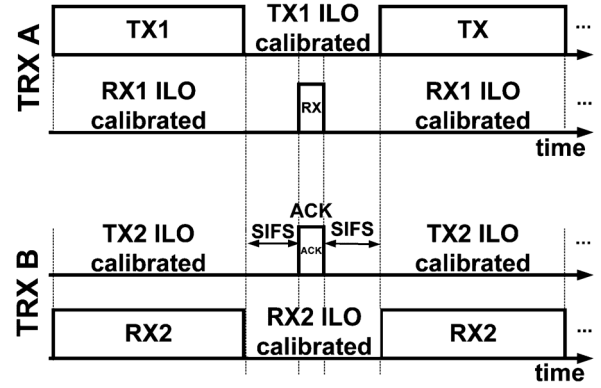 TRX A
TX1
TX1 ILO
calibrated
TX
...
RX1 ILO
calibrated
RX
RX1 ILO
calibrated
...
time
TRX B
TX2 ILO
calibrated
SIFS
ACK
ACK
SIFS
TX2 ILO
calibrated
...
RX2
RX2 ILO
calibrated
RX2
...
time